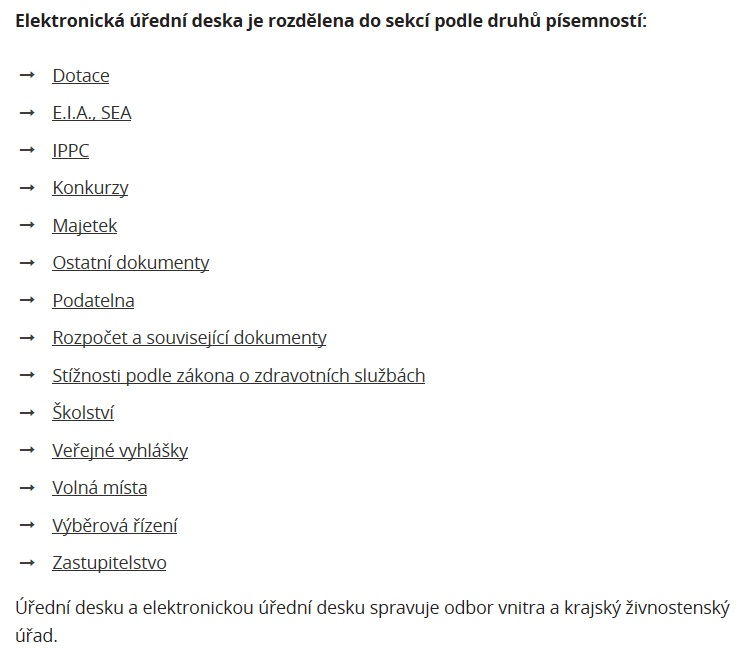 Elektronická úřední deska je rozdělena do sekcí podle druhů písemností:
→ Dotace
→ E.I.A., SEA
→ IPPC
→ Konkurzy
→ Majetek
→ Ostatní dokumenty
→ Podatelna
→ Rozpočet a související dokumenty
→ Stížnosti podle zákona o zdravotních službách
→ Školství
→ Veřejné vyhlášky
→ Volná místa
→ Výběrová řízení
→ Zastupitelstvo
Úřední desku a elektronickou úřední desku spravuje odbor vnitra a krajský živnostenský
úřad.